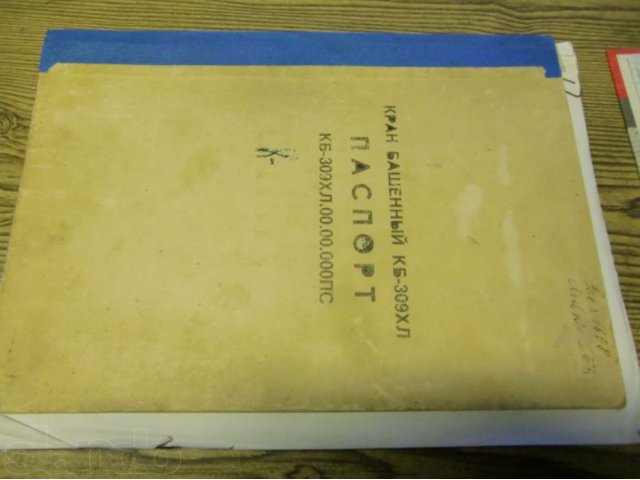 КРАН БАШЕННЫЙ КБ-309ХЛ
ПАСПОРТ
КБ-309ХЛ.00.00.000ПС